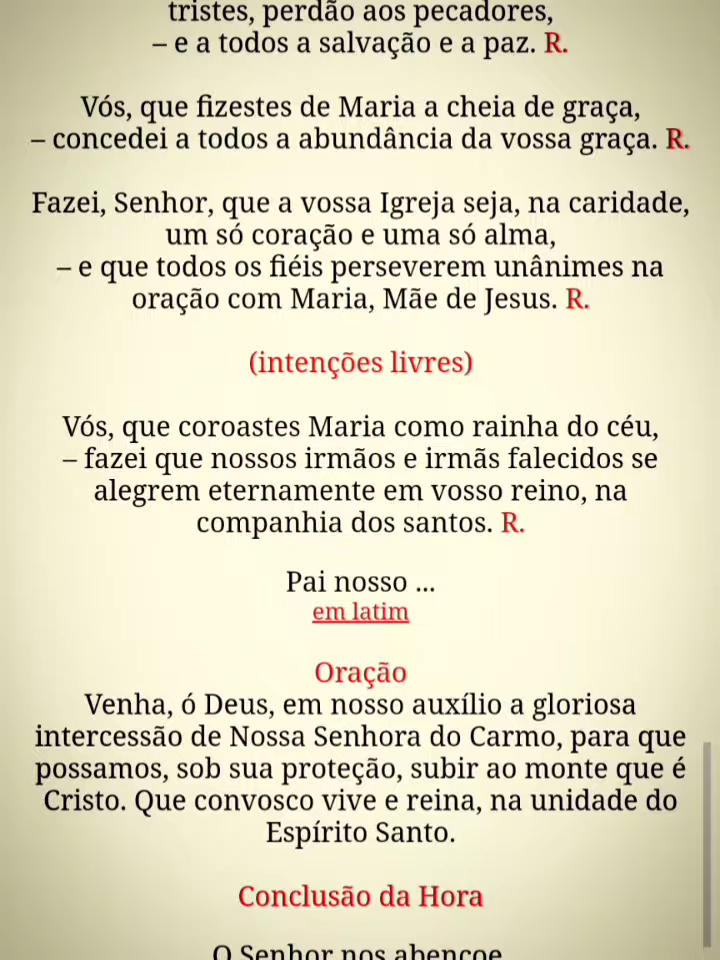 tristes, perdão aos pecadores,
– e a todos a salvação e a paz. R.
Vós, que fizestes de Maria a cheia de graça,
– concedei a todos a abundância da vossa graça. R.
Fazei, Senhor, que a vossa Igreja seja, na caridade,
um só coração e uma só alma,
– e que todos os fiéis perseverem unânimes na
oração com Maria, Mãe de Jesus. R.
(intenções livres)
Vós, que coroastes Maria como rainha do céu,
– fazei que nossos irmãos e irmãs falecidos se
alegrem eternamente em vosso reino, na
companhia dos santos. R.
Pai nosso ...
em latim
Oração
Venha, ó Deus, em nosso auxílio a gloriosa
intercessão de Nossa Senhora do Carmo, para que
possamos, sob sua proteção, subir ao monte que é
Cristo. Que convosco vive e reina, na unidade do
Espírito Santo.
Conclusão da Hora
O Senhor nos abençoe